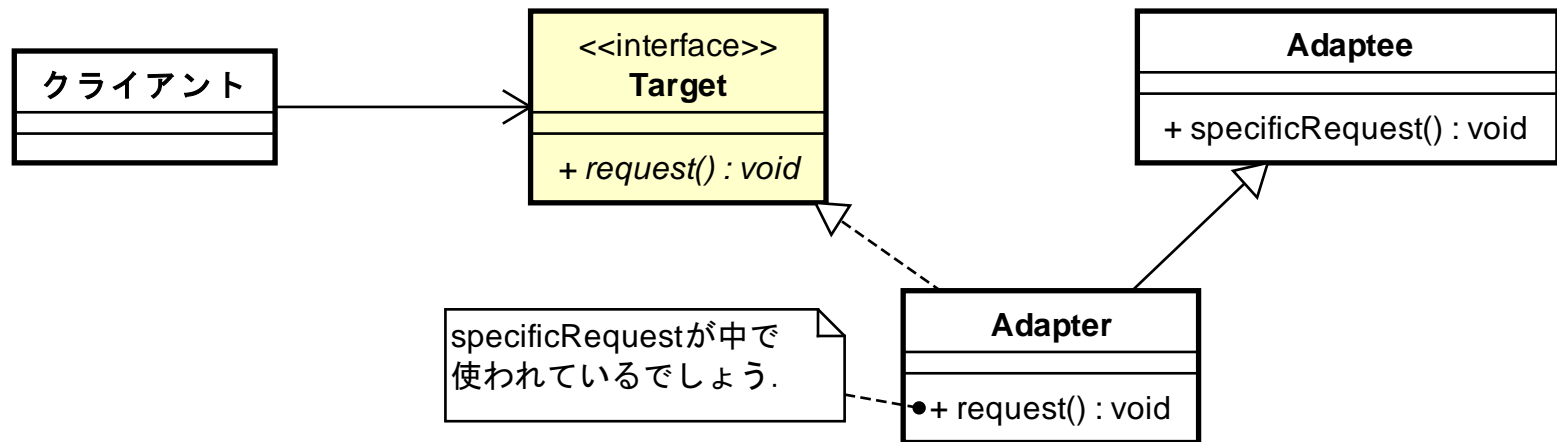 クライアント
<<interface>>
Target
+ request() : void
Adaptee
+ specificRequest() : void
Adapter
+ request() : void
specificRequestが中で
使われているでしょう.